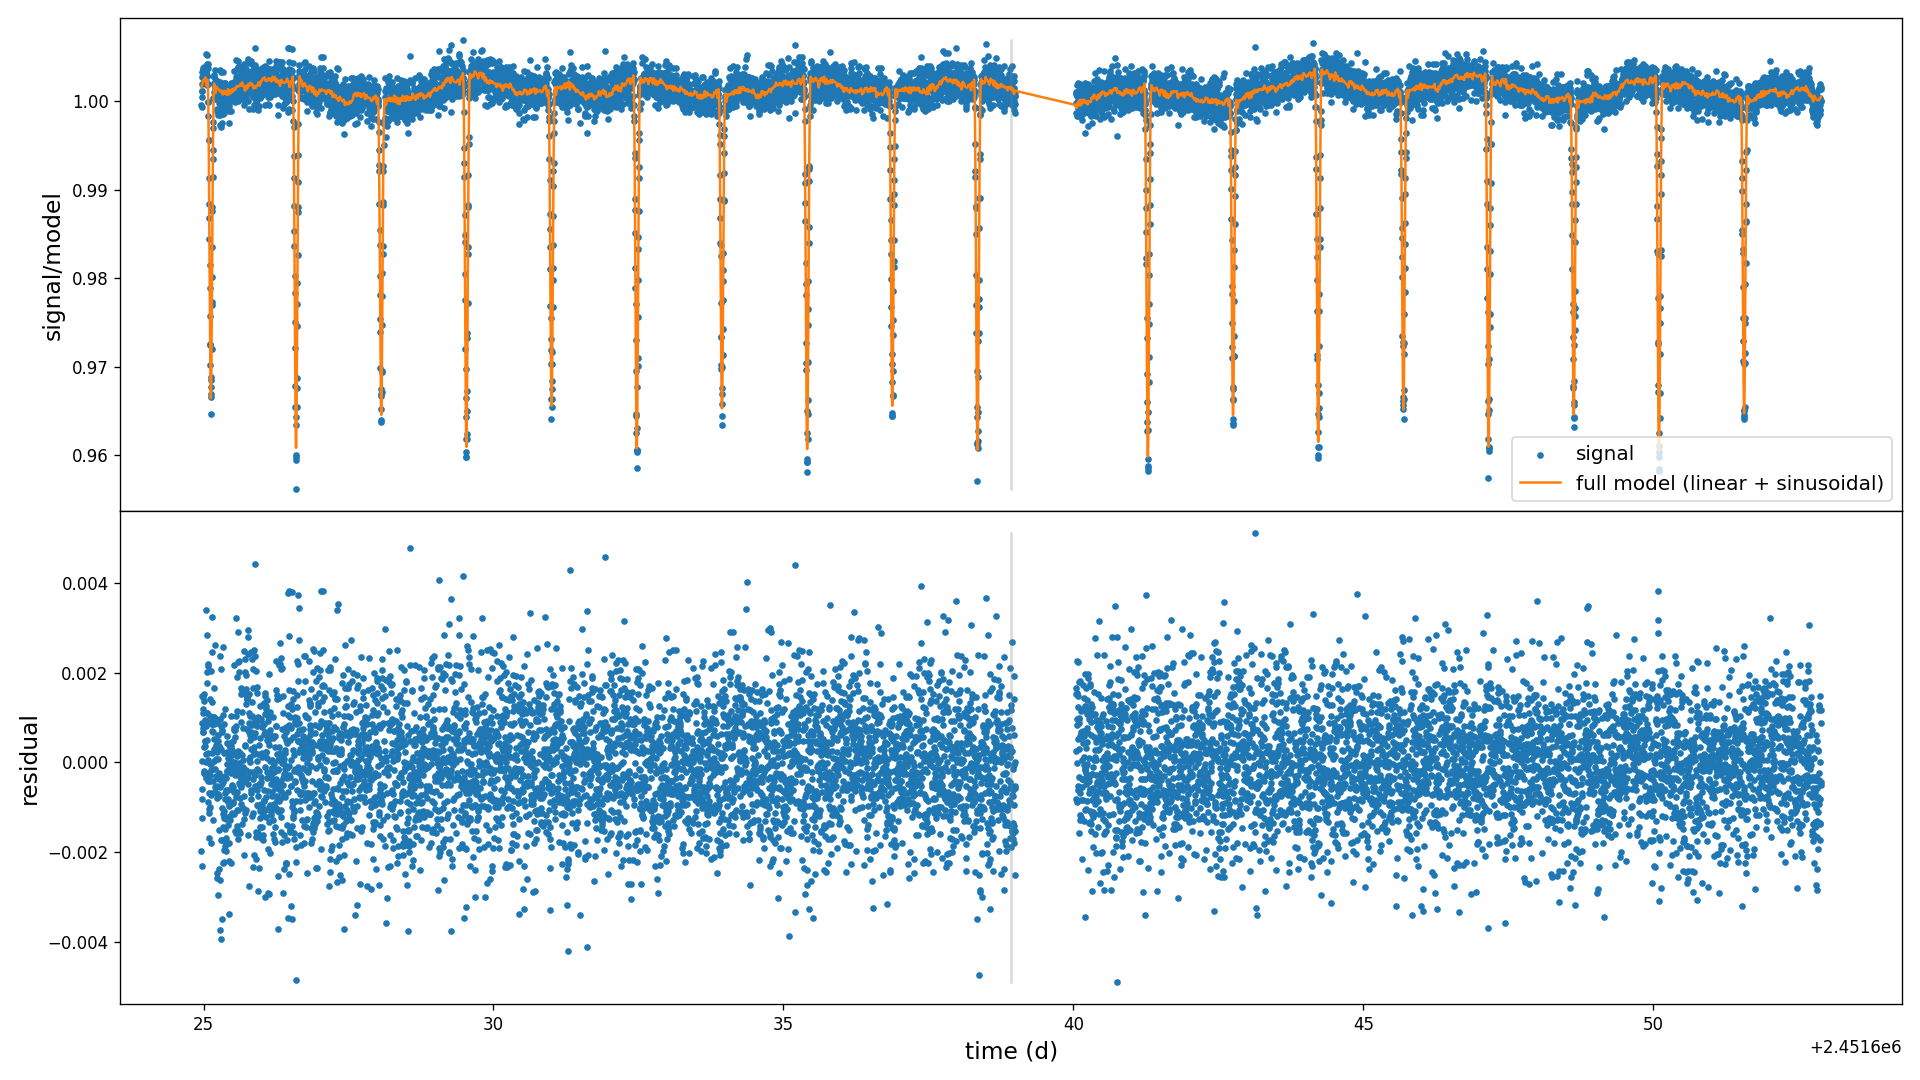 signal/model
1.00
0.99
0.98
0.97
0.96
signal
full model (linear + sinusoidal)
residual
0.004
0.002
0.000
−0.002
−0.004
25
30
35
40
45
50
time (d)
+2.4516e6